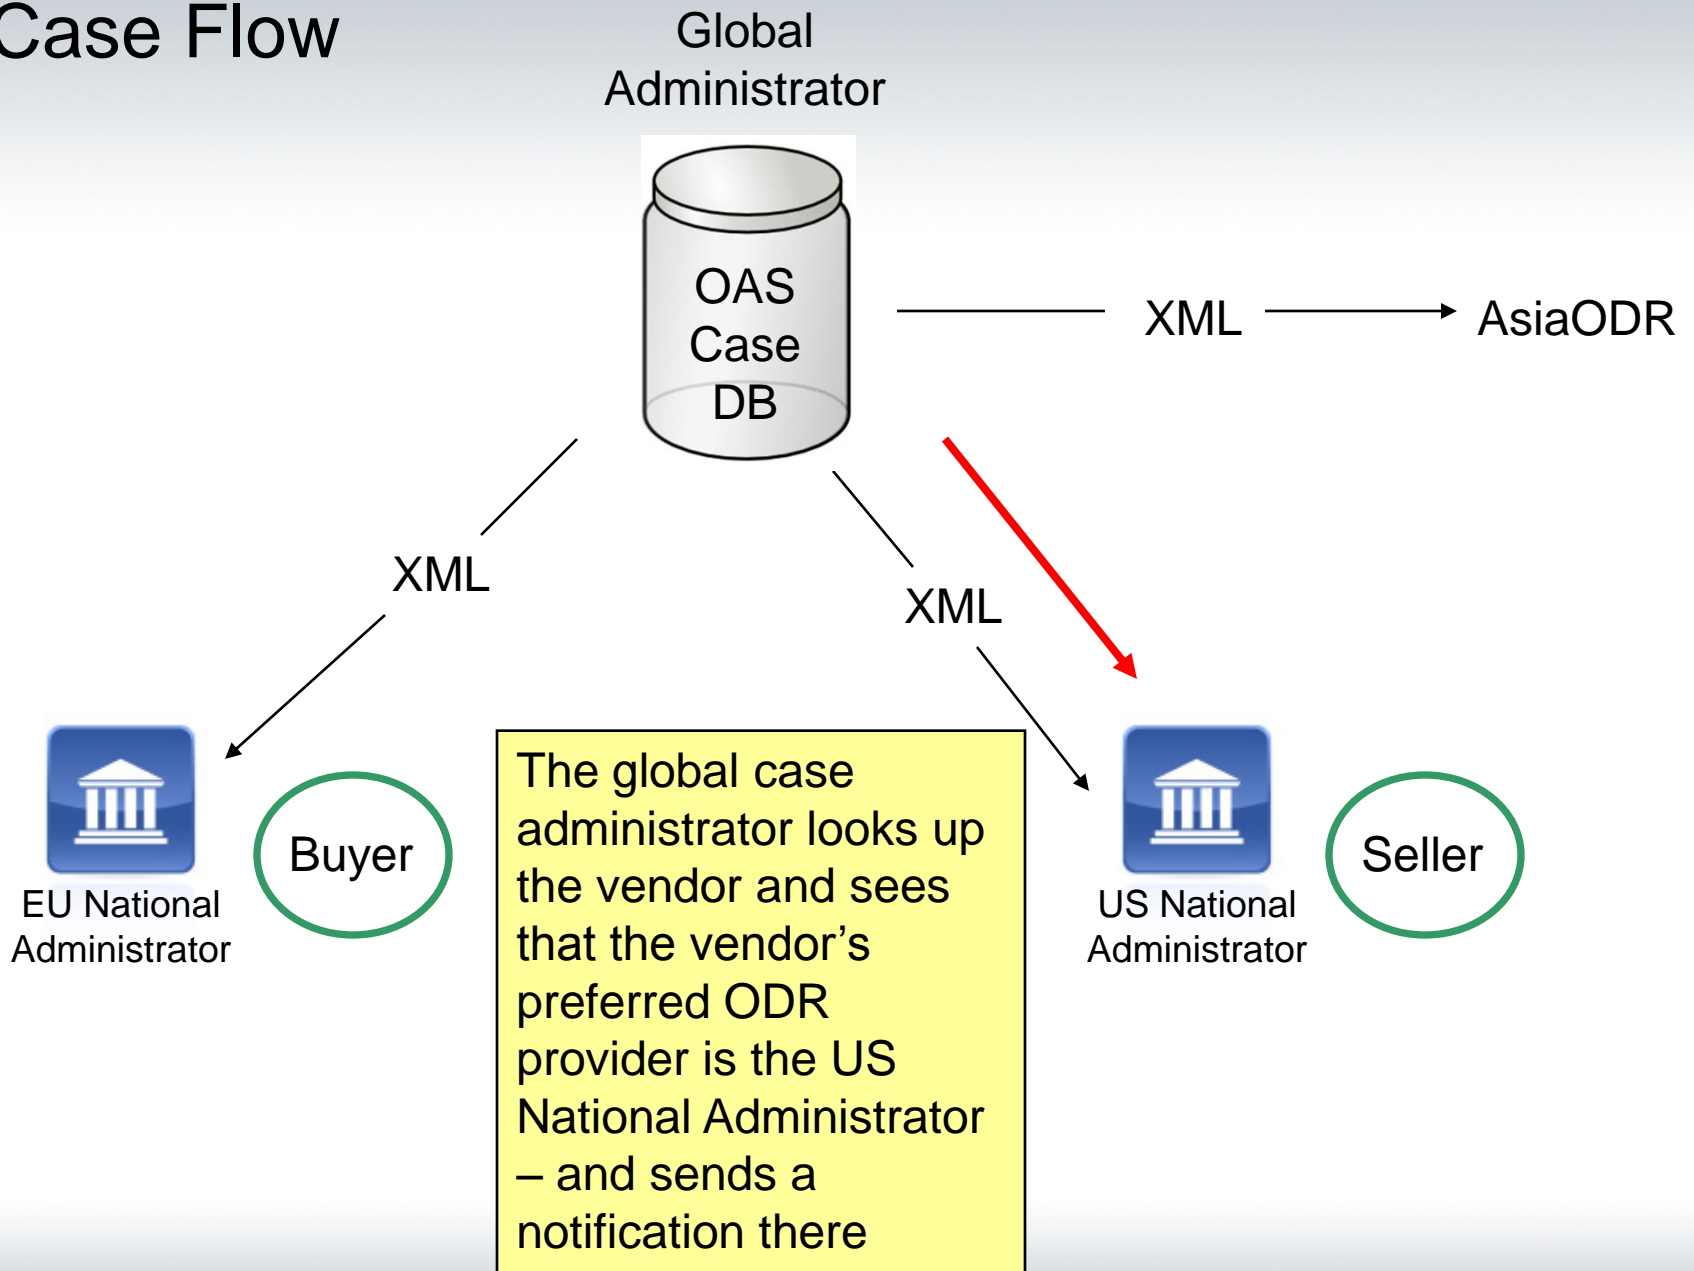 Case Flow
Global
Administrator
OAS
Case
DB
XML
AsiaODR
XML
XML
EU National
Administrator
Buyer
The global case
administrator looks up
the vendor and sees
that the vendor’s
preferred ODR
provider is the US
National Administrator
– and sends a
notification there
US National
Administrator
Seller